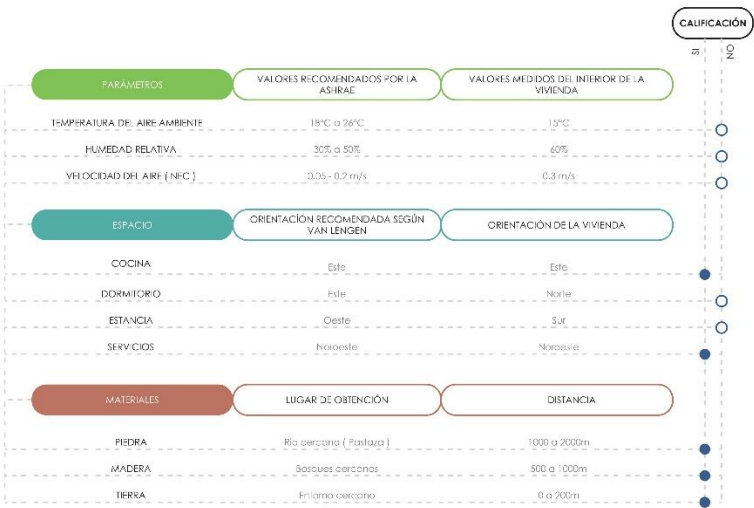 CALIFICACIÓN
SI
NO
PARÁMETROS
VALORES RECOMENDADOS POR LA
ASHRAE
VALORES MEDIDOS DEL INTERIOR DE LA
VIVIENDA
TEMPERATURA DEL AIRE AMBIENTE 18°C a 26°C 15°C
HUMEDAD RELATIVA 30% a 50% 60%
VELOCIDAD DEL AIRE ( NEC ) 0.05 - 0.2 m/s 0.3 m/s
ESPACIO
ORIENTACÍON RECOMENDADA SEGÚN
VAN LENGEN
ORIENTACIÓN DE LA VIVIENDA
COCINA Este Este
DORMITORIO Este Norte
ESTANCIA Oeste Sur
SERVICIOS Noroeste Noroeste
MATERIALES LUGAR DE OBTENCIÓN DISTANCIA
PIEDRA Río cercano ( Pastaza ) 1000 a 2000m
MADERA Bosques cercanos 500 a 1000m
TIERRA Entorno cercano 0 a 200m